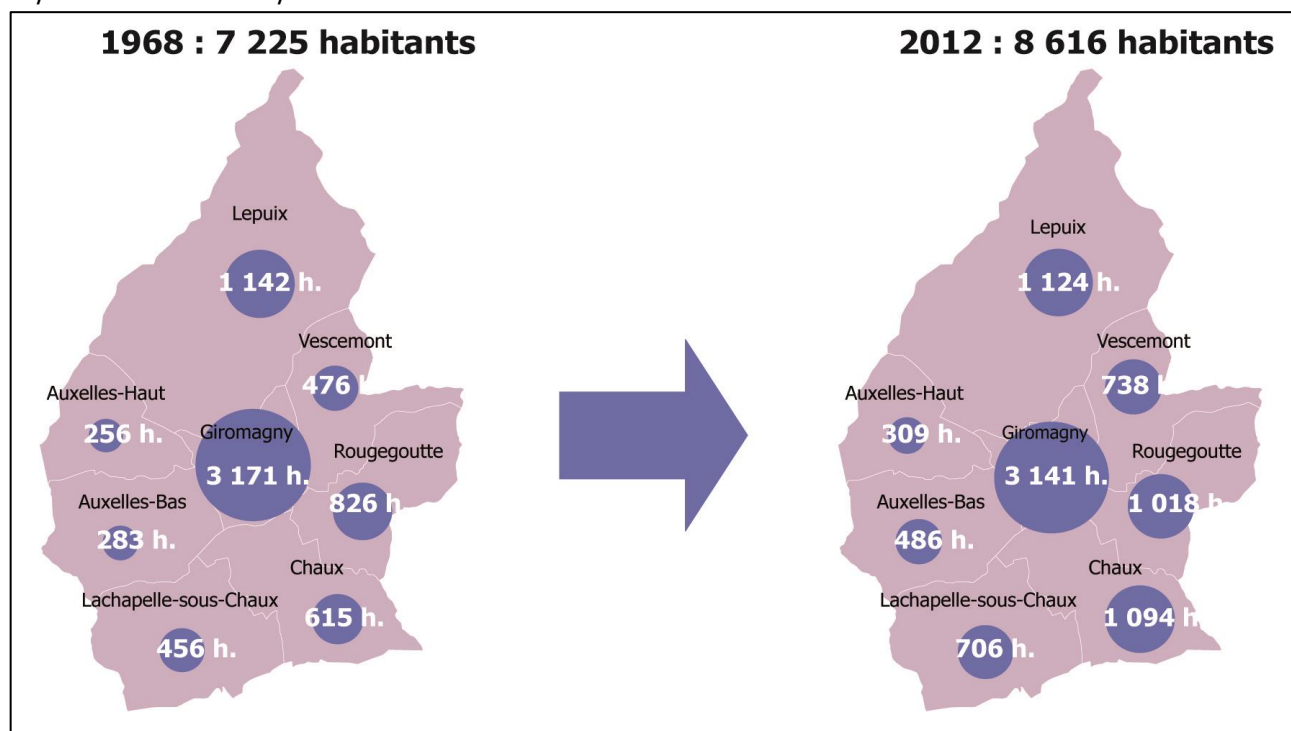 1968 : 7 225 habitants
Lepuix
1 142 h.
Vescemont
476 h
Auxelles-Haut
256 h.
Giromagny
3 171 h.
Rougegoutte
826 h.
Auxelles-Bas
283 h.
Chaux
615 h.
Lachapelle-sous-Chaux
456 h.
2012 : 8 616 habitants
Lepuix
1 124 h.
Vescemont
738 h
Auxelles-Haut
309 h.
Giromagny
3 141 h.
Rougegoutte
1 018 h.
Auxelles-Bas
486 h.
Chaux
1 094 h
Lachapelle-sous-Chaux
706 h.